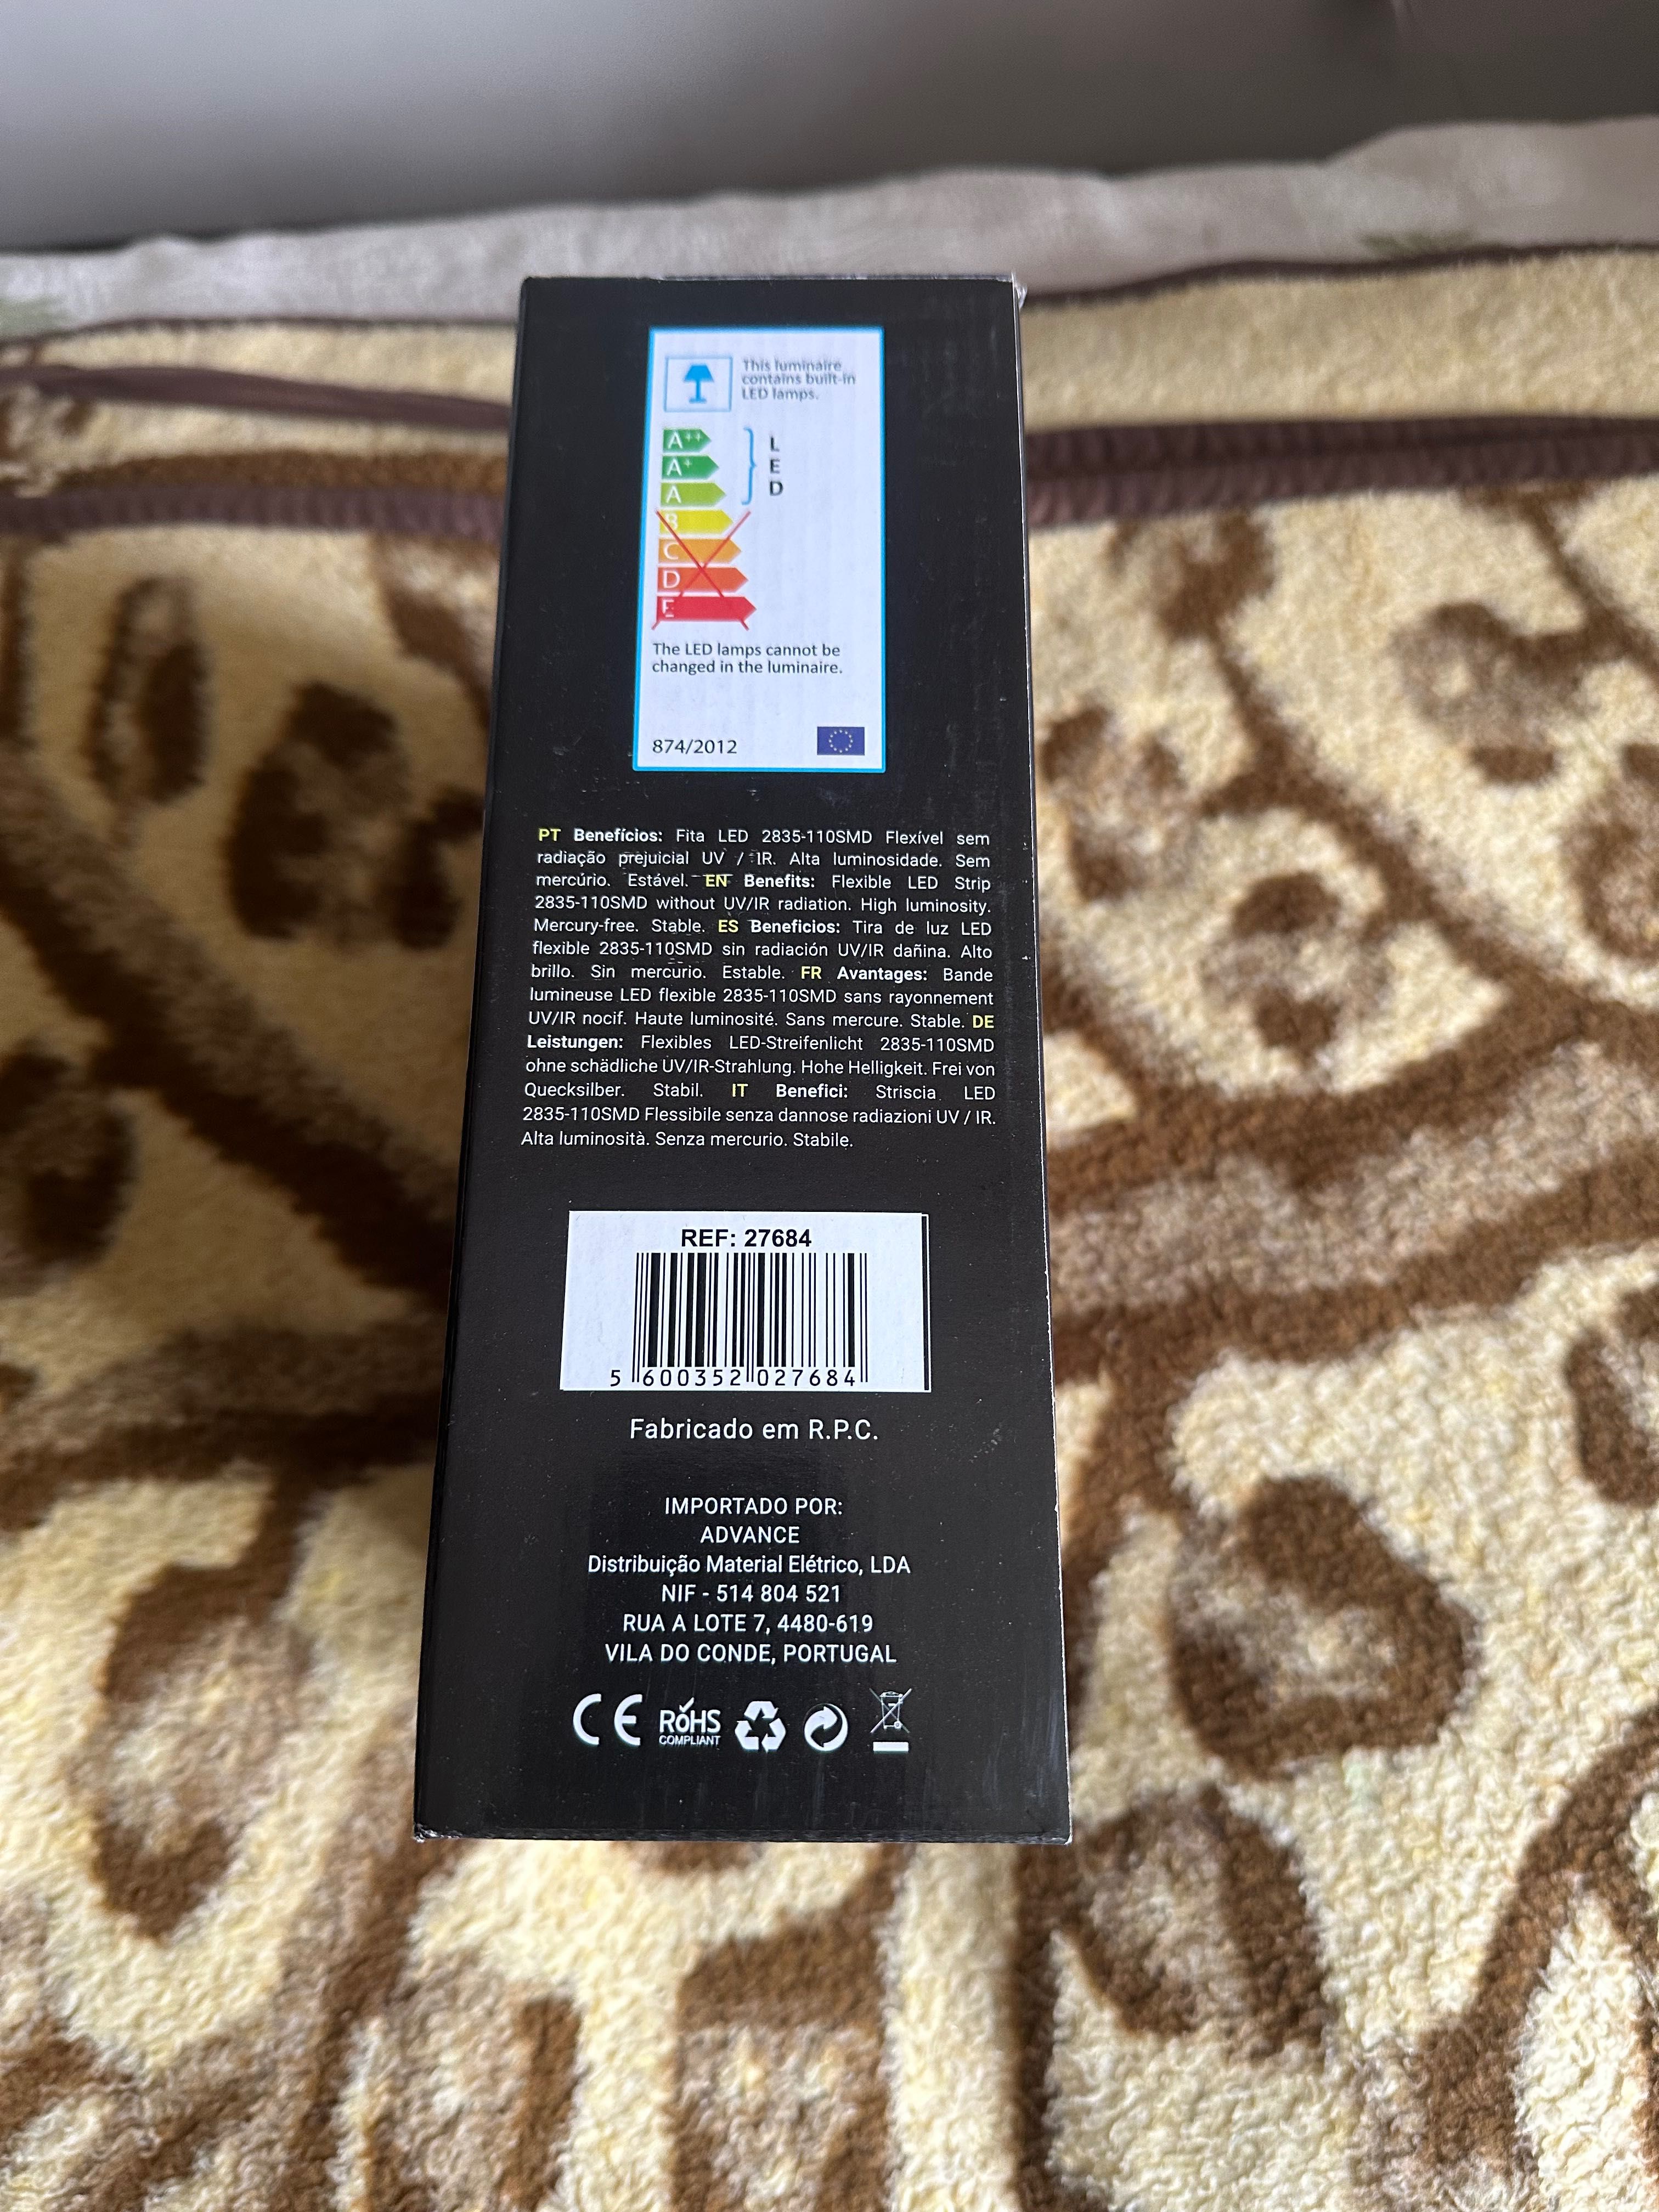 This luminaire
contains built-in
LED lamps.
A++
A+
A
B
C
D
E
L
E
D
The LED lamps cannot be
changed in the luminaire.
874/2012
PT Benefícios: Fita LED 2835-110SMD Flexível sem
radiação prejuicial UV / IR. Alta luminosidade. Sem
mercúrio. Estável. EN Benefits: Flexible LED Strip
2835-110SMD without UV/IR radiation. High luminosity.
Mercury-free. Stable. ES Beneficios: Tira de luz LED
flexible 2835-110SMD sin radiación UV/IR dañina. Alto
brillo. Sin mercurio. Estable. FR Avantages: Bande
lumineuse LED flexible 2835-110SMD sans rayonnement
UV/IR nocif. Haute luminosité. Sans mercure. Stable. DE
Leistungen: Flexibles LED-Streifenlicht 2835-110SMD
ohne schädliche UV/IR-Strahlung. Hohe Helligkeit. Frei von
Quecksilber. Stabil. IT Benefici: Striscia LED
2835-110SMD Flessibile senza dannose radiazioni UV / IR.
Alta luminosità. Senza mercurio. Stabile.
REF: 27684
5 600352 027684
Fabricado em R.P.C.
IMPORTADO POR:
ADVANCE
Distribuição Material Elétrico, LDA
NIF - 514 804 521
RUA A LOTE 7, 4480-619
VILA DO CONDE, PORTUGAL
CE RoHS
COMPLIANT